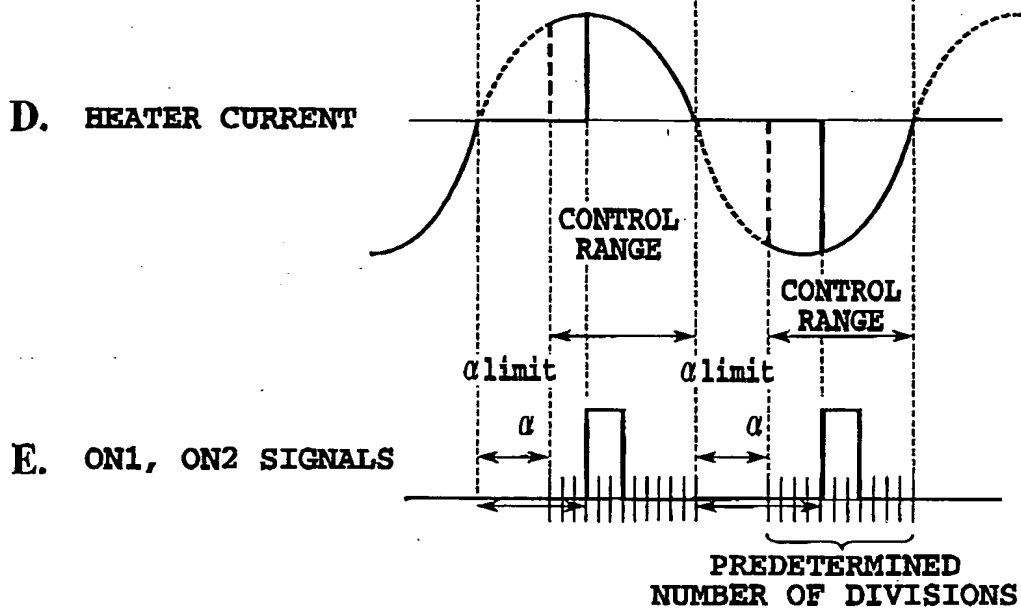 D. HEATER CURRENT
CONTROL
RANGE
CONTROL
RANGE
α limit
α limit
α
α
E. ON1, ON2 SIGNALS
PREDETERMINED
NUMBER OF DIVISIONS